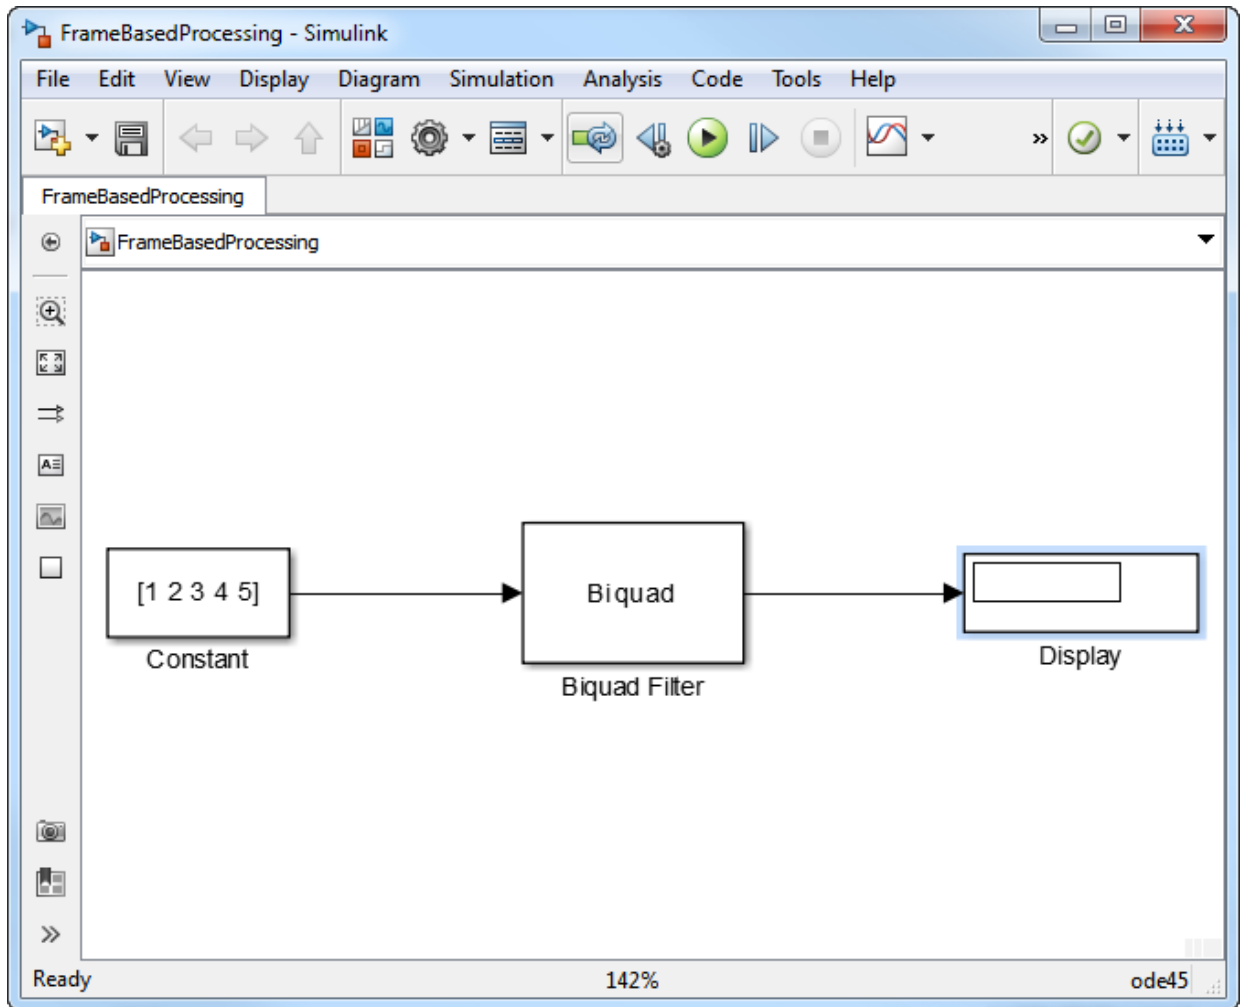 FrameBasedProcessing - Simulink
File Edit View Display Diagram Simulation Analysis Code Tools Help
FrameBasedProcessing
FrameBasedProcessing
[1 2 3 4 5]
Constant
Biquad
Biquad Filter
Display
Ready 142% ode45